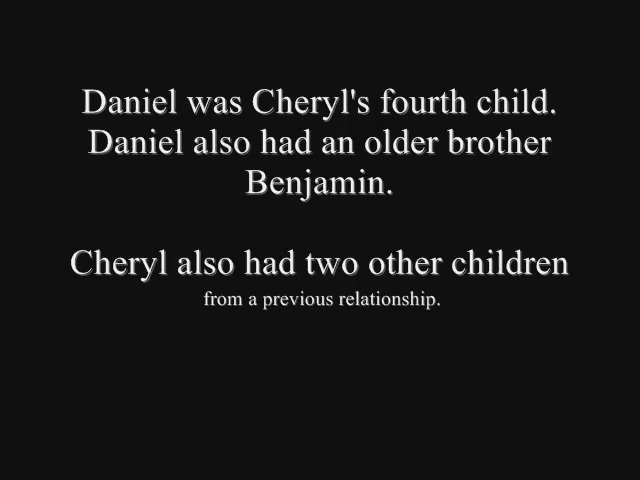 Daniel was Cheryl's fourth child.
Daniel also had an older brother
Benjamin.
Cheryl also had two other children
from a previous relationship.